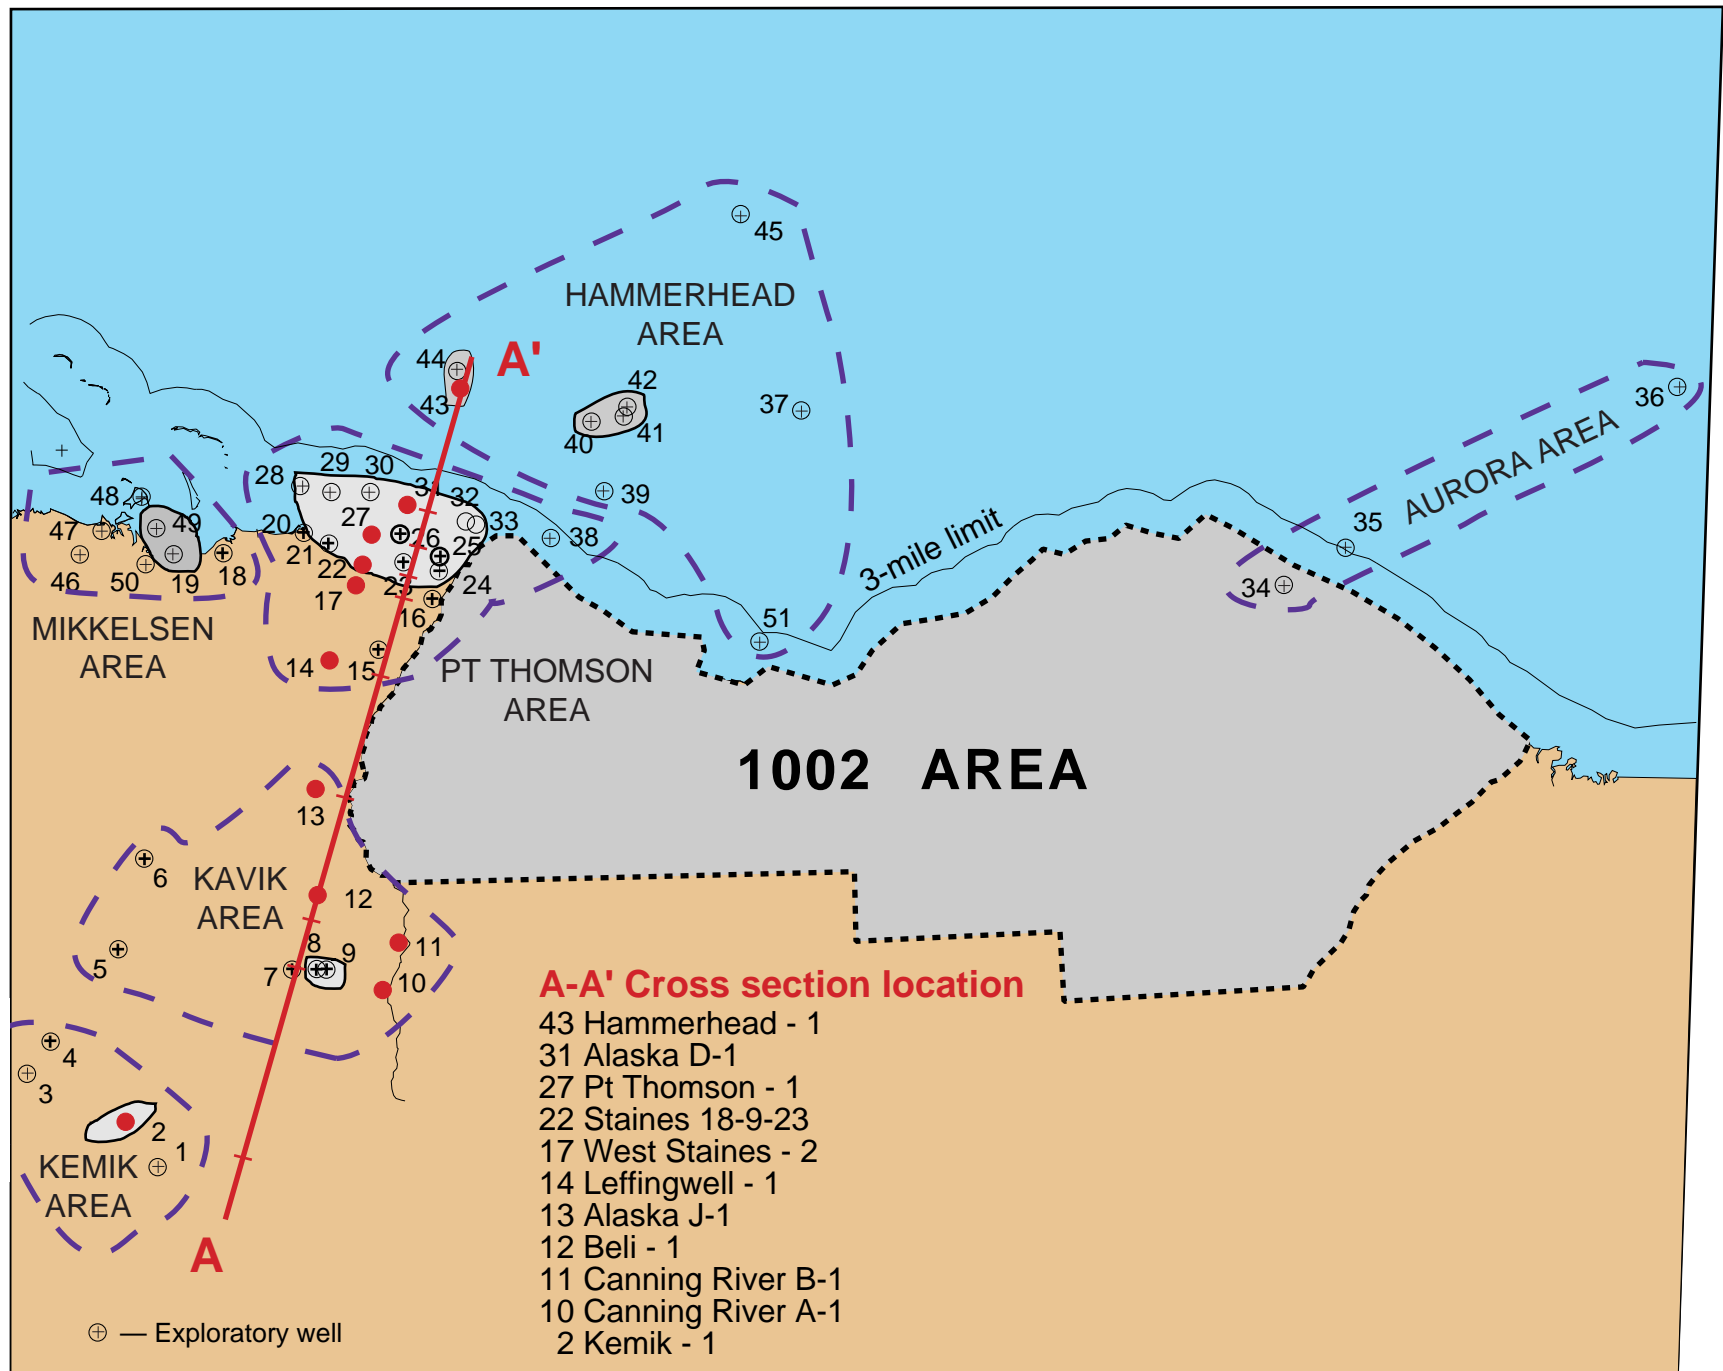 45
HAMMERHEAD
AREA
44
A'
43
42
41
40
37
36
AURORA AREA
35
34
3-mile limit
28
29
30
31
32
33
39
38
48
49
47
46
50
19
18
20
21
27
26
25
22
23
24
17
16
MIKKELSEN
AREA
14
15
PT THOMSON
AREA
51
1002 AREA
13
6
KAVIK
AREA
12
5
7
8
9
11
10
4
3
2
1
KEMIK
AREA
A
A-A' Cross section location
43 Hammerhead - 1
31 Alaska D-1
27 Pt Thomson - 1
22 Staines 18-9-23
17 West Staines - 2
14 Leffingwell - 1
13 Alaska J-1
12 Beli - 1
11 Canning River B-1
10 Canning River A-1
2 Kemik - 1
— Exploratory well